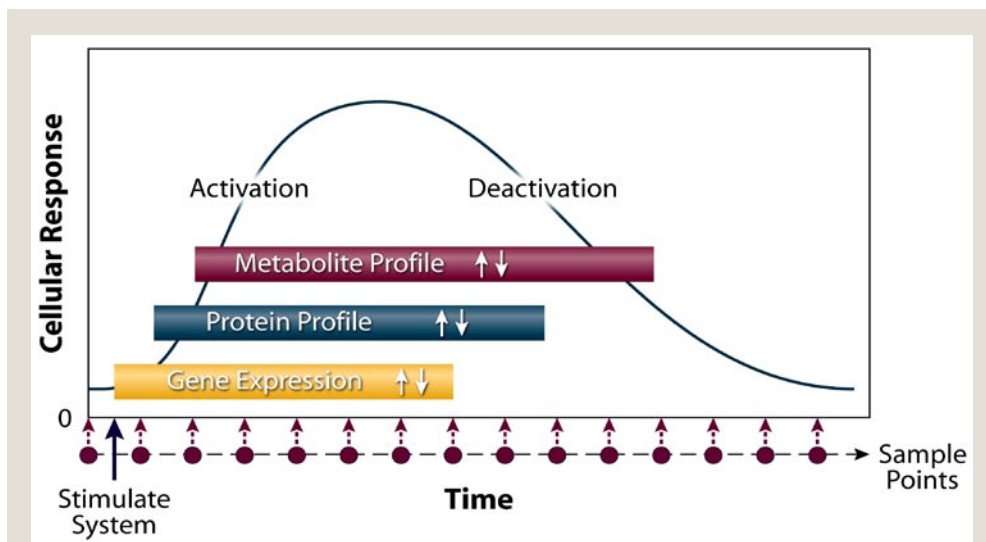 Cellular Response
Activation
Deactivation
Metabolite Profile
Protein Profile
Gene Expression
0
Stimulate
System
Time
Sample
Points